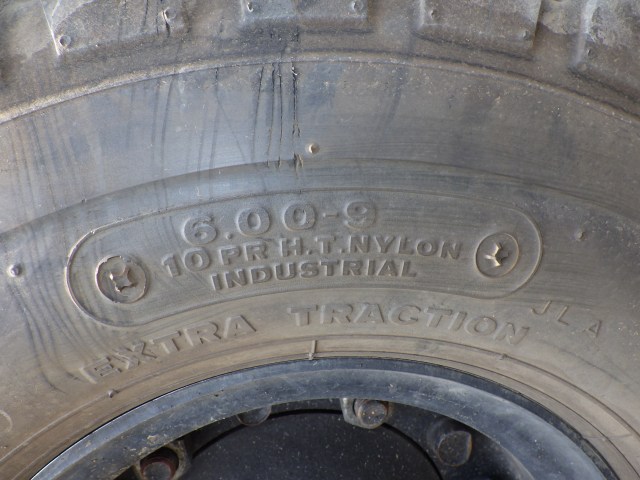 6.00-9
10 PR H.T. NYLON
INDUSTRIAL
EXTRA TRACTION
JLA